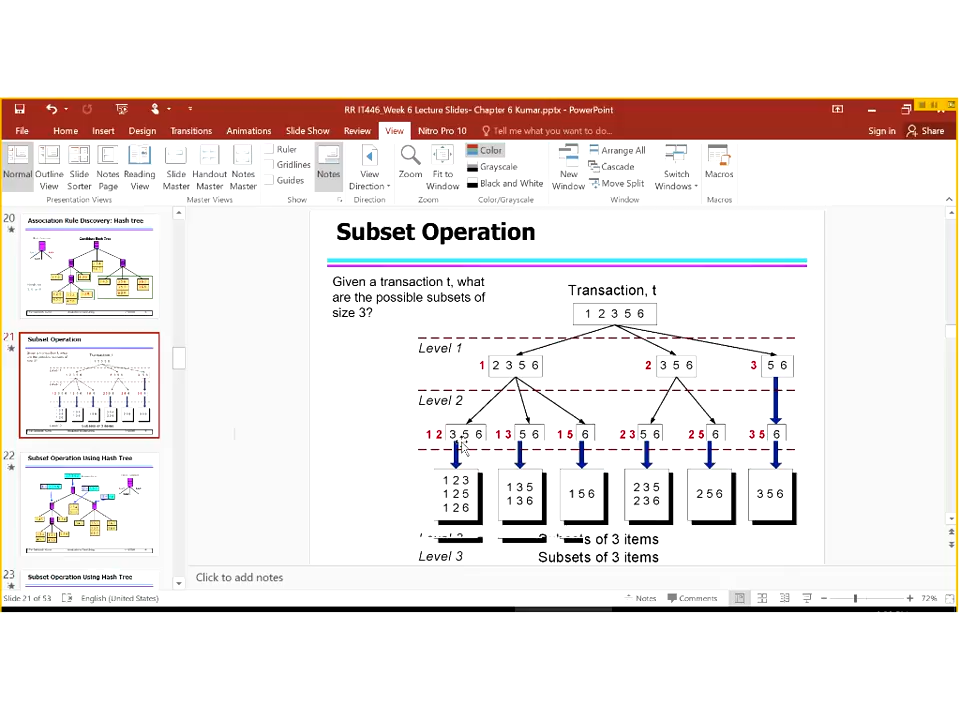 RR IT446_Week 6 Lecture Slides- Chapter 6 Kumar.pptx - PowerPoint
File Home Insert Design Transitions Animations Slide Show Review View Nitro Pro 10 Tell me what you want to do... Sign in Share
Normal Outline View Slide Sorter Notes Page Reading View
Presentation Views
Slide Master Handout Master Notes Master
Master Views
Ruler
Gridlines
Guides
Show
Notes
View Direction
Direction
Zoom Fit to Window
Zoom
Color
Grayscale
Black and White
Color/Grayscale
New Window
Arrange All
Cascade
Move Split
Switch Windows
Window
Macros
Macros
20
Association Rule Discovery: Hash tree
21
Subset Operation
22
Subset Operation Using Hash Tree
23
Subset Operation Using Hash Tree
Subset Operation
Given a transaction t, what
are the possible subsets of
size 3?
Transaction, t
1 2 3 5 6
Level 1
1 2 3 5 6
2 3 5 6
3 5 6
Level 2
1 2 3 5 6
1 3 5 6
1 5 6
2 3 5 6
2 5 6
3 5 6
1 2 3
1 2 5
1 2 6
1 3 5
1 3 6
1 5 6
2 3 5
2 3 6
2 5 6
3 5 6
Level 3 Subsets of 3 items
Click to add notes
Slide 21 of 53 English (United States) Notes Comments 72%